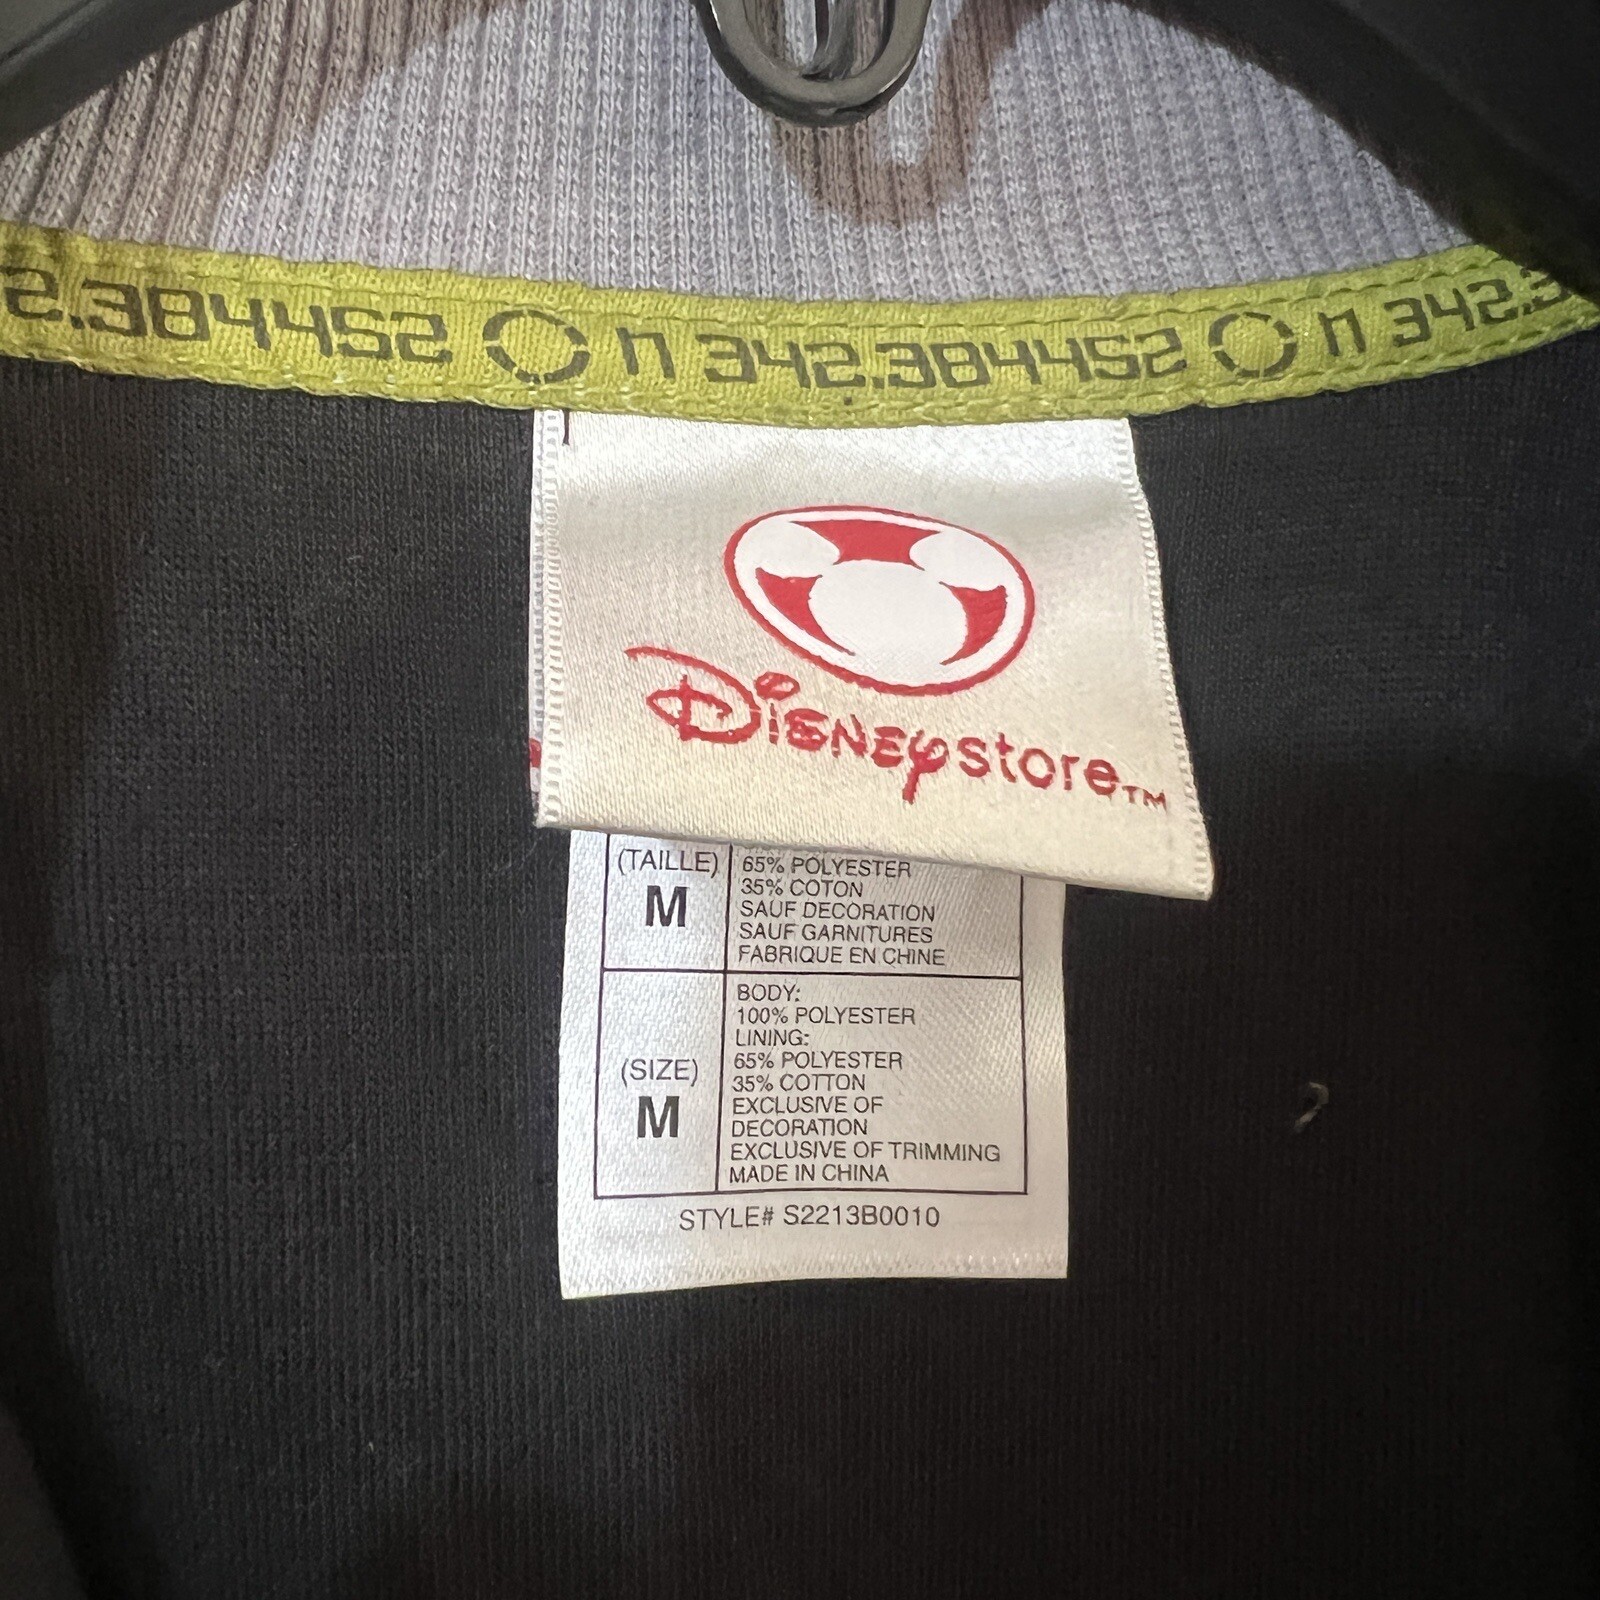 2.384452 n 342.384452 n 342.3
Disney store TM
(TAILLE)
M
65% POLYESTER
35% COTON
SAUF DECORATION
SAUF GARNITURES
FABRIQUE EN CHINE
(SIZE)
M
BODY:
100% POLYESTER
LINING:
65% POLYESTER
35% COTTON
EXCLUSIVE OF
DECORATION
EXCLUSIVE OF TRIMMING
MADE IN CHINA
STYLE# S2213B0010